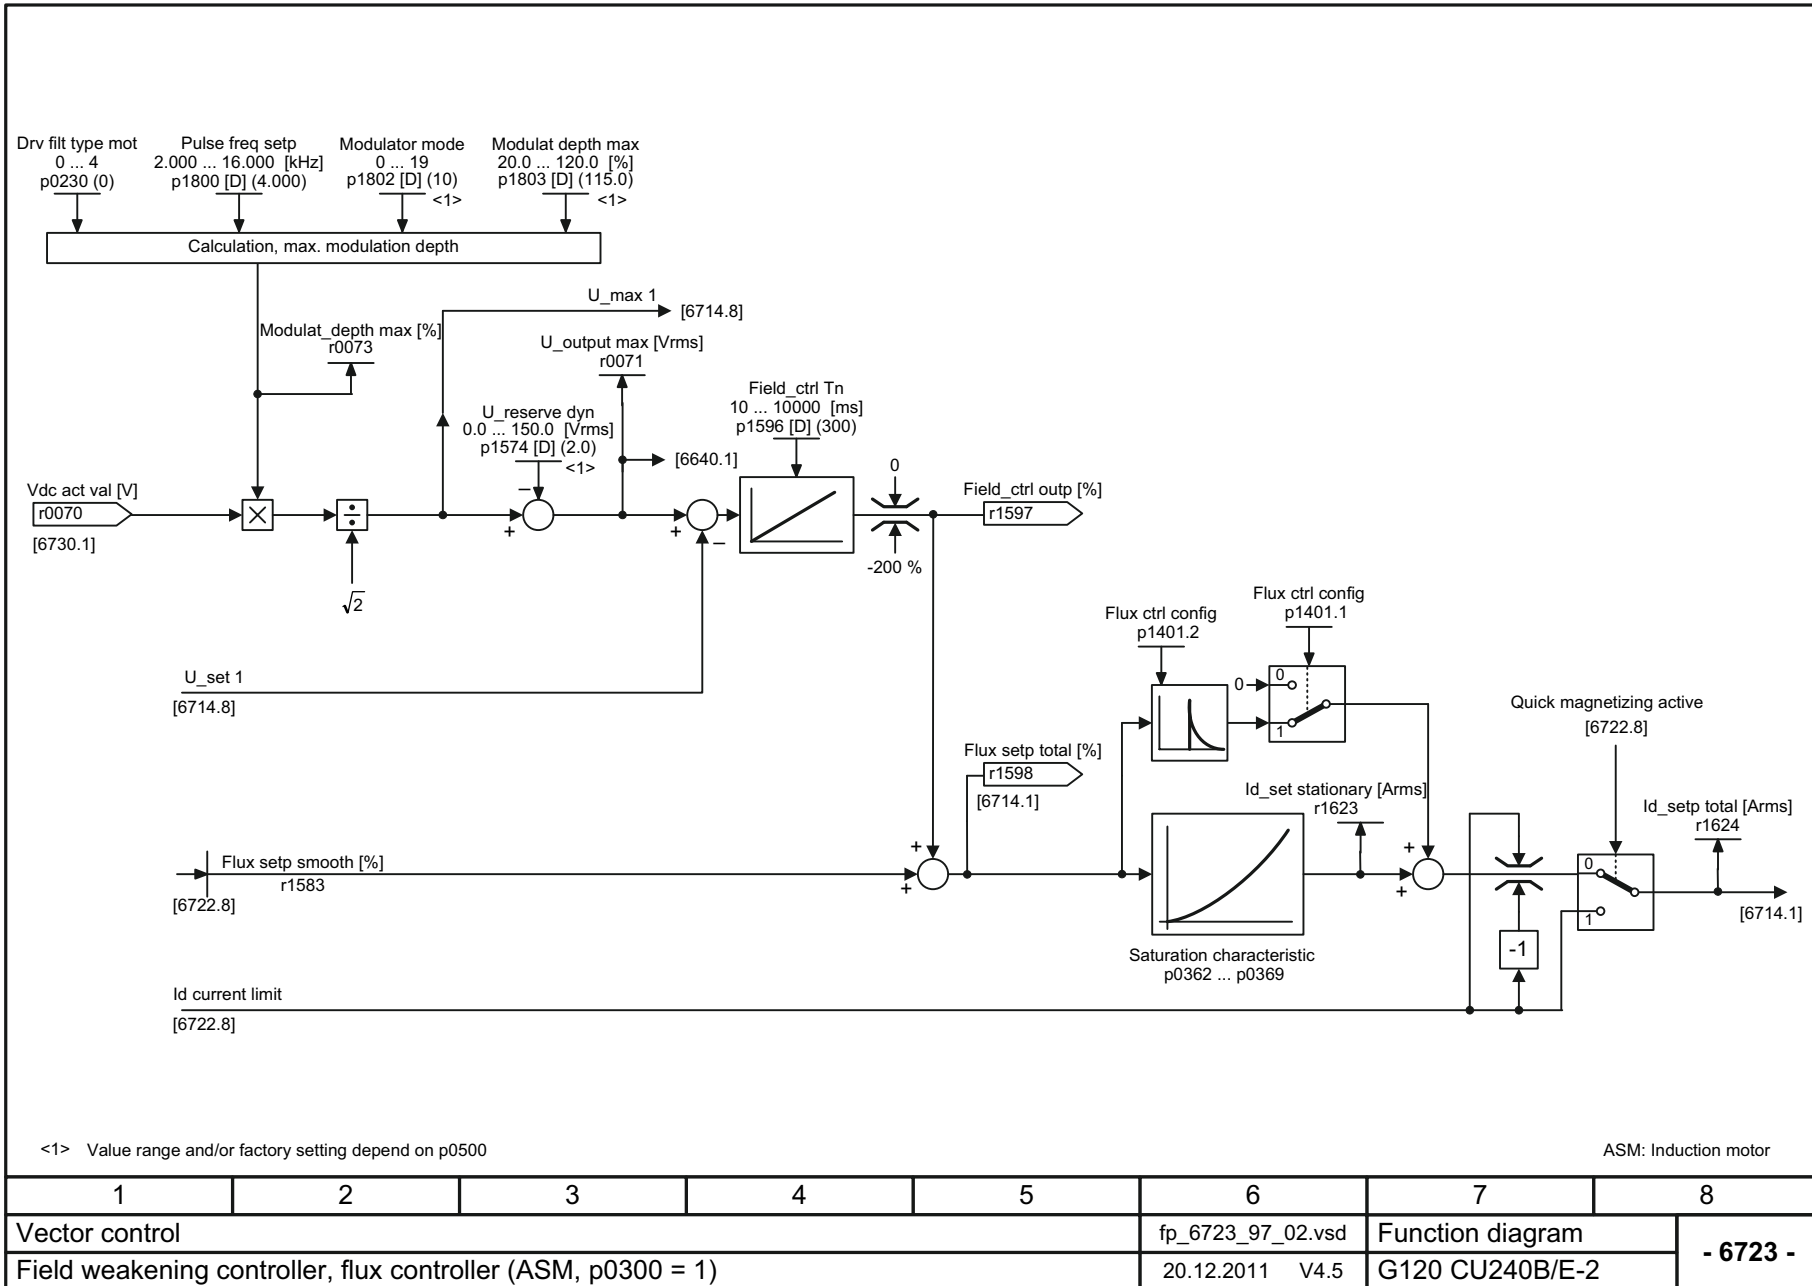 Drv filt type mot
0 ... 4
p0230 (0)
Pulse freq setp
2.000 ... 16.000 [kHz]
p1800 [D] (4.000)
Modulator mode
0 ... 19
p1802 [D] (10)
<1>
Modulat depth max
20.0 ... 120.0 [%]
p1803 [D] (115.0)
<1>
Calculation, max. modulation depth
U_max 1
[6714.8]
Modulat_depth max [%]
r0073
U_output max [Vrms]
r0071
Field_ctrl Tn
10 ... 10000 [ms]
p1596 [D] (300)
U_reserve dyn
0.0 ... 150.0 [Vrms]
p1574 [D] (2.0)
<1>
[6640.1]
0
Vdc act val [V]
r0070
[6730.1]
×
÷
√2
–
+
+
–
-200 %
Field_ctrl outp [%]
r1597
Flux ctrl config
p1401.2
Flux ctrl config
p1401.1
0
0
1
U_set 1
[6714.8]
Quick magnetizing active
[6722.8]
Flux setp total [%]
r1598
[6714.1]
Id_set stationary [Arms]
r1623
Id_setp total [Arms]
r1624
Flux setp smooth [%]
r1583
[6722.8]
+
+
+
+
0
1
[6714.1]
Saturation characteristic
p0362 ... p0369
-1
Id current limit
[6722.8]
<1> Value range and/or factory setting depend on p0500
ASM: Induction motor
1 2 3 4 5 6 7 8
Vector control
fp_6723_97_02.vsd
Function diagram
- 6723 -
Field weakening controller, flux controller (ASM, p0300 = 1)
20.12.2011 V4.5
G120 CU240B/E-2